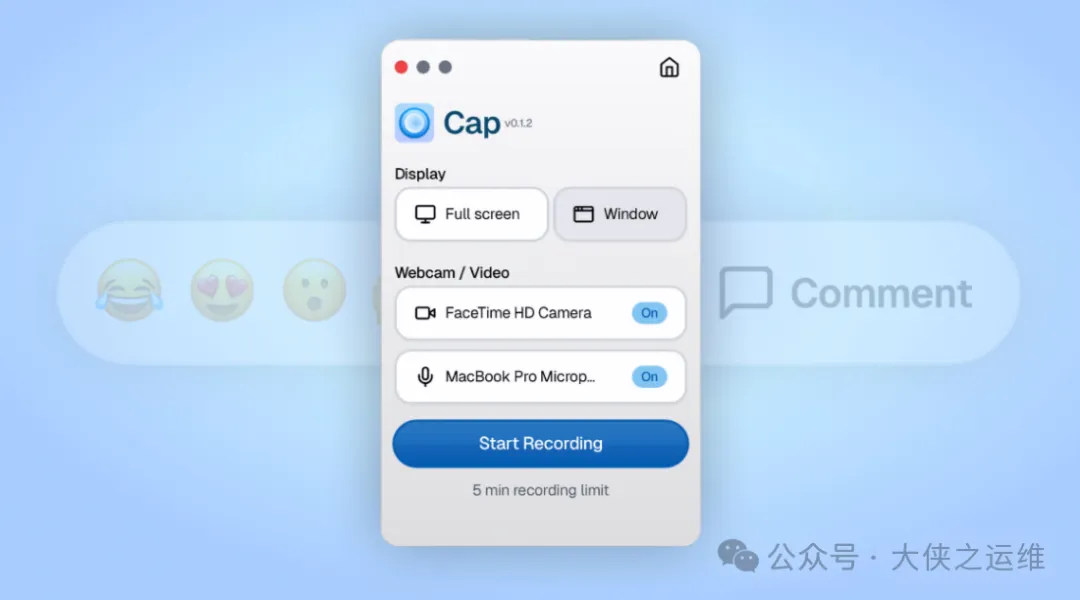 Cap v0.1.2
Display
Full screen
Window
Webcam / Video
FaceTime HD Camera
On
Comment
MacBook Pro Microp...
On
Start Recording
5 min recording limit
公众号 · 大侠之运维